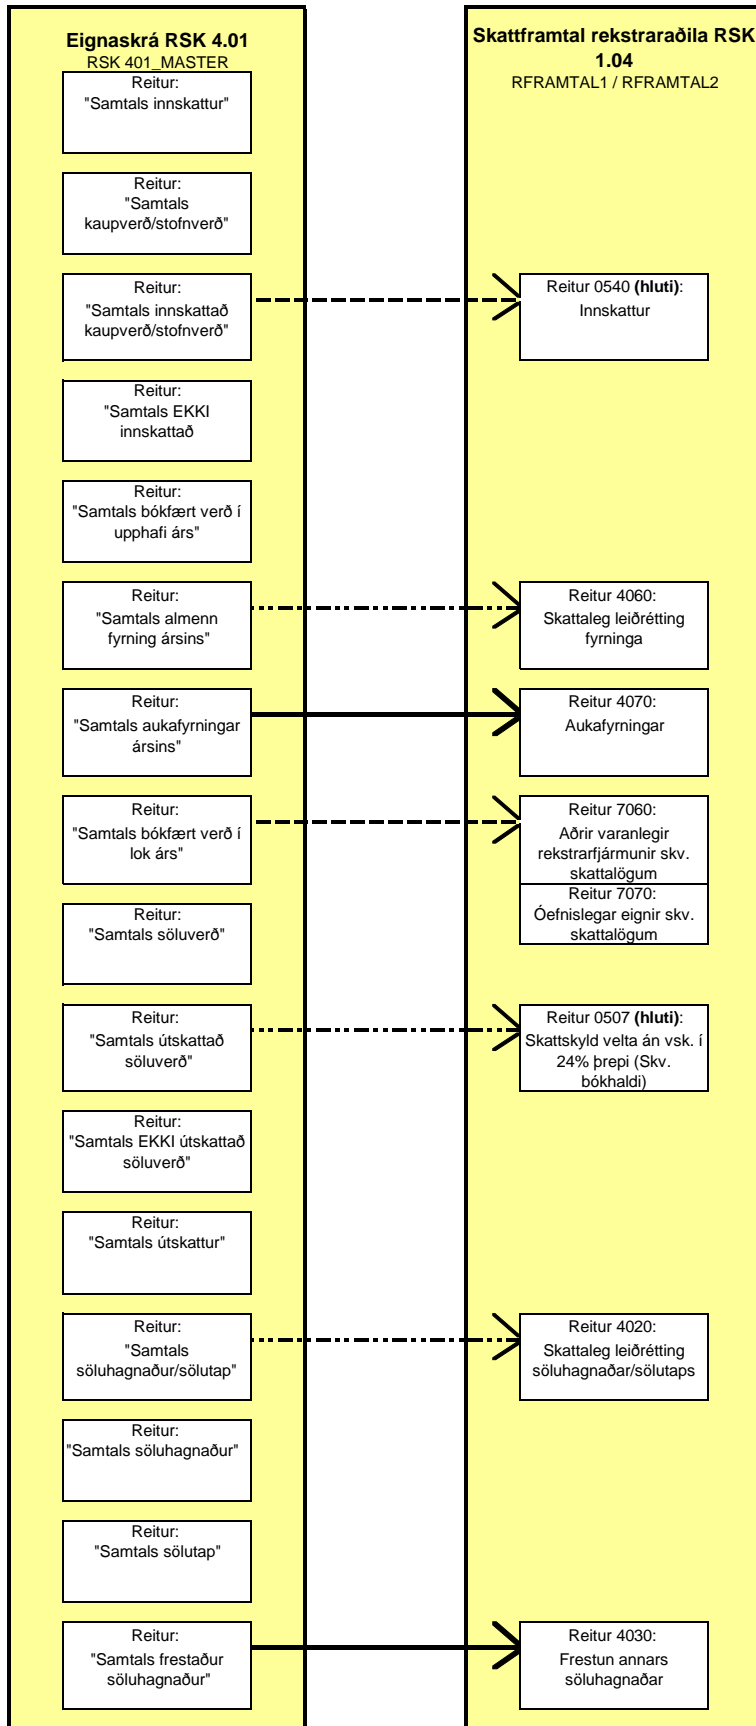 Eignaskrá RSK 4.01
RSK 401_MASTER
Reitur:
"Samtals innskattur"
Reitur:
"Samtals
kaupverð/stofnverð"
Reitur:
"Samtals innskattað
kaupverð/stofnverð"
Reitur:
"Samtals EKKI
innskattað
Reitur:
"Samtals bókfært verð í
upphafi árs"
Reitur:
"Samtals almenn
fyrning ársins"
Reitur:
"Samtals aukafyrningar
ársins"
Reitur:
"Samtals bókfært verð í
lok árs"
Reitur:
"Samtals söluverð"
Reitur:
"Samtals útskattað
söluverð"
Reitur:
"Samtals EKKI útskattað
söluverð"
Reitur:
"Samtals útskattur"
Reitur:
"Samtals
söluhagnaður/sölutap"
Reitur:
"Samtals söluhagnaður"
Reitur:
"Samtals sölutap"
Reitur:
"Samtals frestaður
söluhagnaður"
Skattframtal rekstraraðila RSK
1.04
RFRAMTAL1 / RFRAMTAL2
Reitur 0540 (hluti):
Innskattur
Reitur 4060:
Skattaleg leiðrétting
fyrninga
Reitur 4070:
Aukafyrningar
Reitur 7060:
Aðrir varanlegir
rekstrarfjármunir skv.
skattalögum
Reitur 7070:
Óefnislegar eignir skv.
skattalögum
Reitur 0507 (hluti):
Skattskyld velta án vsk. í
24% þrepi (Skv.
bókhaldi)
Reitur 4020:
Skattaleg leiðrétting
söluhagnaðar/sölutaps
Reitur 4030:
Frestun annars
söluhagnaðar